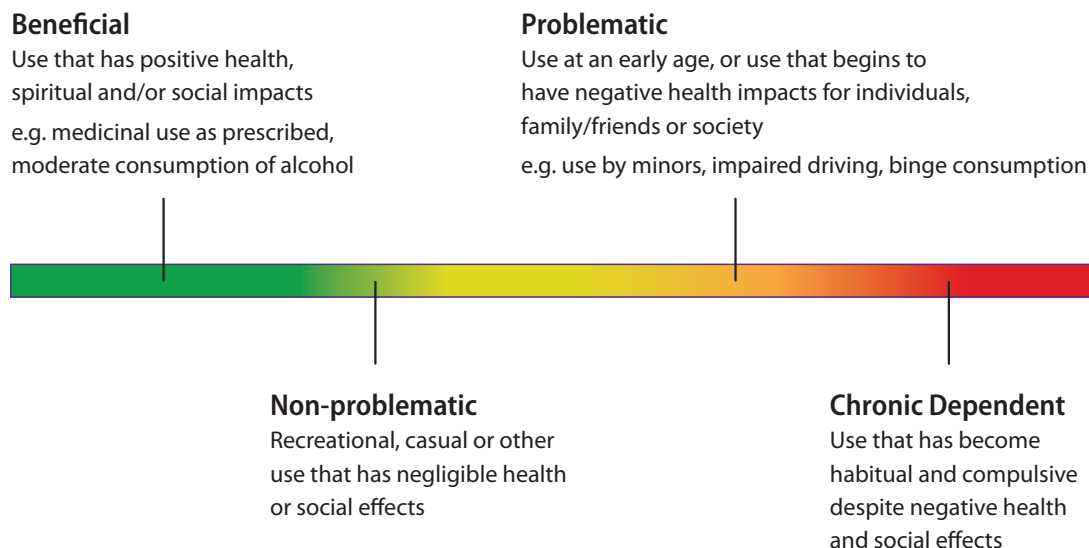 Beneficial
Use that has positive health,
spiritual and/or social impacts
e.g. medicinal use as prescribed,
moderate consumption of alcohol
Problematic
Use at an early age, or use that begins to
have negative health impacts for individuals,
family/friends or society
e.g. use by minors, impaired driving, binge consumption
Non-problematic
Recreational, casual or other
use that has negligible health
or social effects
Chronic Dependent
Use that has become
habitual and compulsive
despite negative health
and social effects